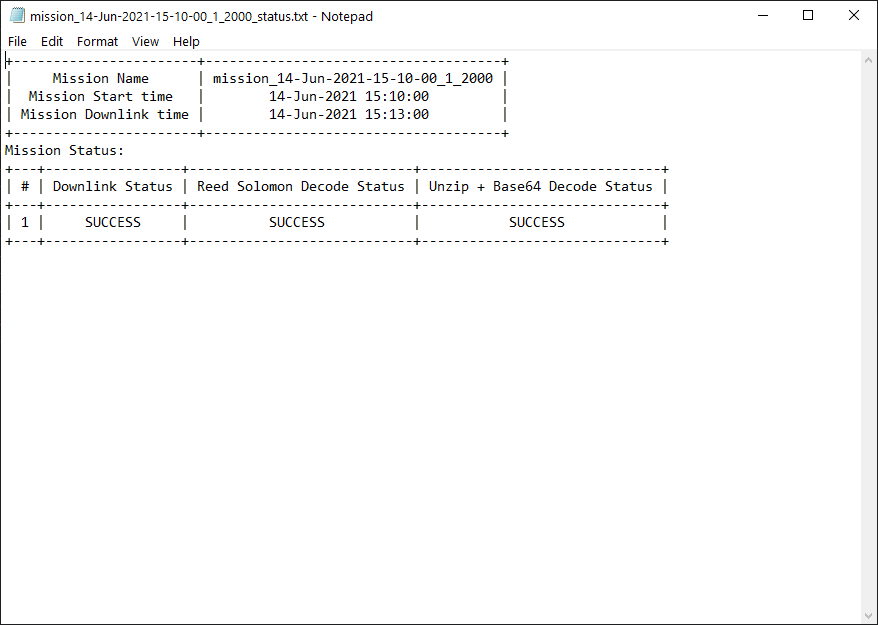 mission_14-Jun-2021-15-10-00_1_2000_status.txt - Notepad
File Edit Format View Help
+-----------------------+-------------------------------------+
|     Mission Name      | mission_14-Jun-2021-15-10-00_1_2000 |
|  Mission Start time   |        14-Jun-2021 15:10:00         |
| Mission Downlink time |        14-Jun-2021 15:13:00         |
+-----------------------+-------------------------------------+
Mission Status:
+---+-----------------+----------------------------+------------------------------+
| # | Downlink Status | Reed Solomon Decode Status | Unzip + Base64 Decode Status |
+---+-----------------+----------------------------+------------------------------+
| 1 |     SUCCESS     |          SUCCESS           |           SUCCESS            |
+---+-----------------+----------------------------+------------------------------+